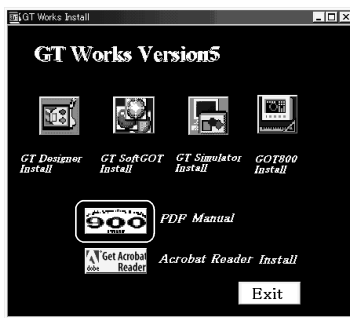 GT Works Install
GT Works Version5
GT Designer Install
GT SoftGOT Install
GT Simulator Install
GOT800 Install
900
PDF Manual
Get Acrobat Reader
Adobe
Acrobat Reader Install
Exit